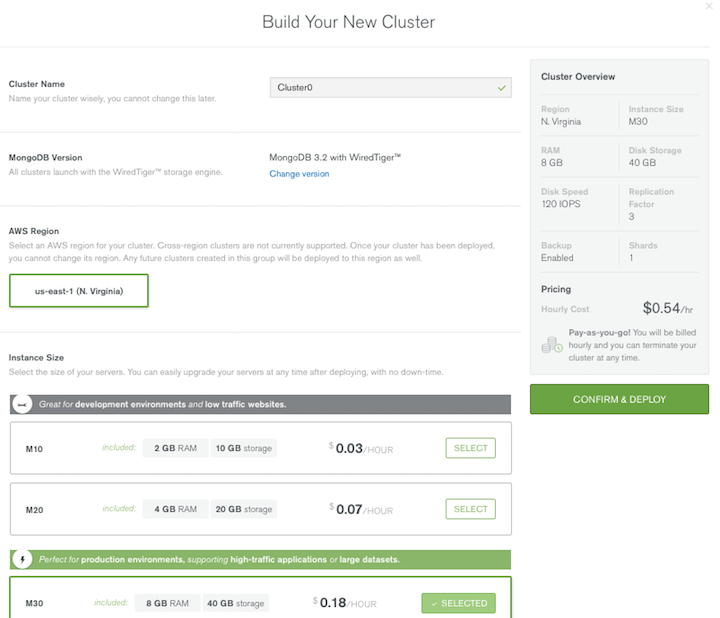 Build Your New Cluster
Cluster Name
Name your cluster wisely, you cannot change this later.
Cluster0
MongoDB Version
All clusters launch with the WiredTiger™ storage engine.
MongoDB 3.2 with WiredTiger™
Change version
AWS Region
Select an AWS region for your cluster. Cross-region clusters are not currently supported. Once your cluster has been deployed,
you cannot change its region. Any future clusters created in this group will be deployed to this region as well.
us-east-1 (N. Virginia)
Instance Size
Select the size of your servers. You can easily upgrade your servers at any time after deploying, with no down-time.
Great for development environments and low traffic websites.
M10 included: 2 GB RAM 10 GB storage $0.03/HOUR SELECT
M20 included: 4 GB RAM 20 GB storage $0.07/HOUR SELECT
Perfect for production environments, supporting high-traffic applications or large datasets.
M30 included: 8 GB RAM 40 GB storage $0.18/HOUR SELECTED
Cluster Overview
Region
N. Virginia
Instance Size
M30
RAM
8 GB
Disk Storage
40 GB
Disk Speed
120 IOPS
Replication
Factor
3
Backup
Enabled
Shards
1
Pricing
Hourly Cost $0.54/hr
Pay-as-you-go! You will be billed
hourly and you can terminate your
cluster at any time.
CONFIRM & DEPLOY